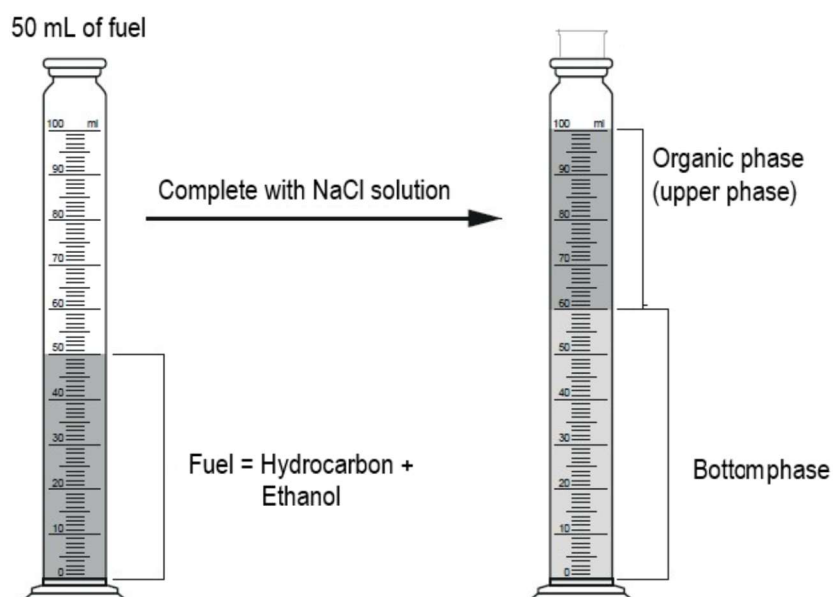 50 mL of fuel
100 ml
90
80
70
60
50
40
30
20
10
0
Complete with NaCl solution
Fuel = Hydrocarbon +
Ethanol
100 ml
90
80
70
60
50
40
30
20
10
0
Organic phase
(upper phase)
Bottom phase